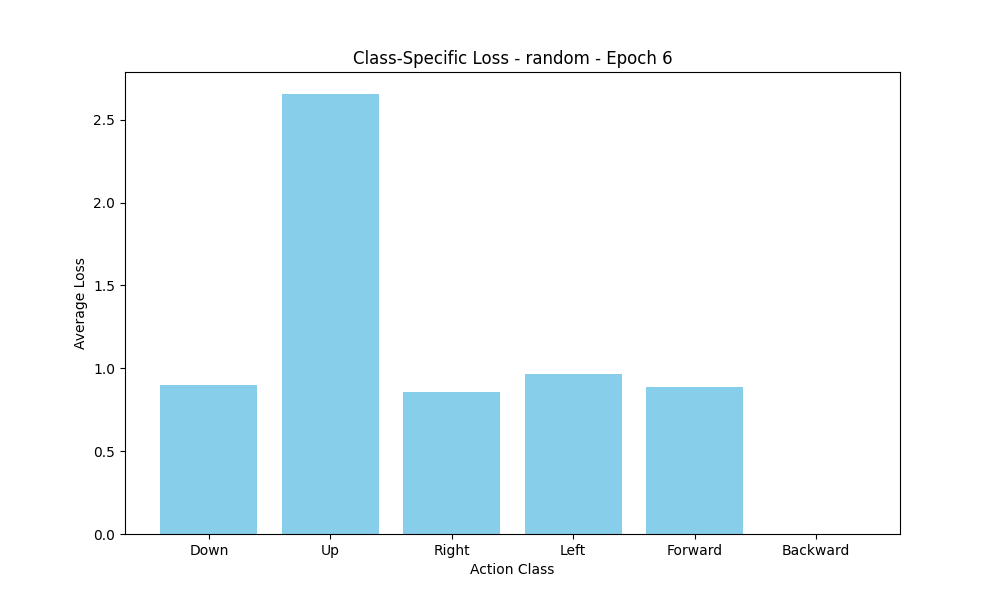 Class-Specific Loss - random - Epoch 6
Average Loss
2.5
2.0
1.5
1.0
0.5
0.0
Down Up Right Left Forward Backward
Action Class